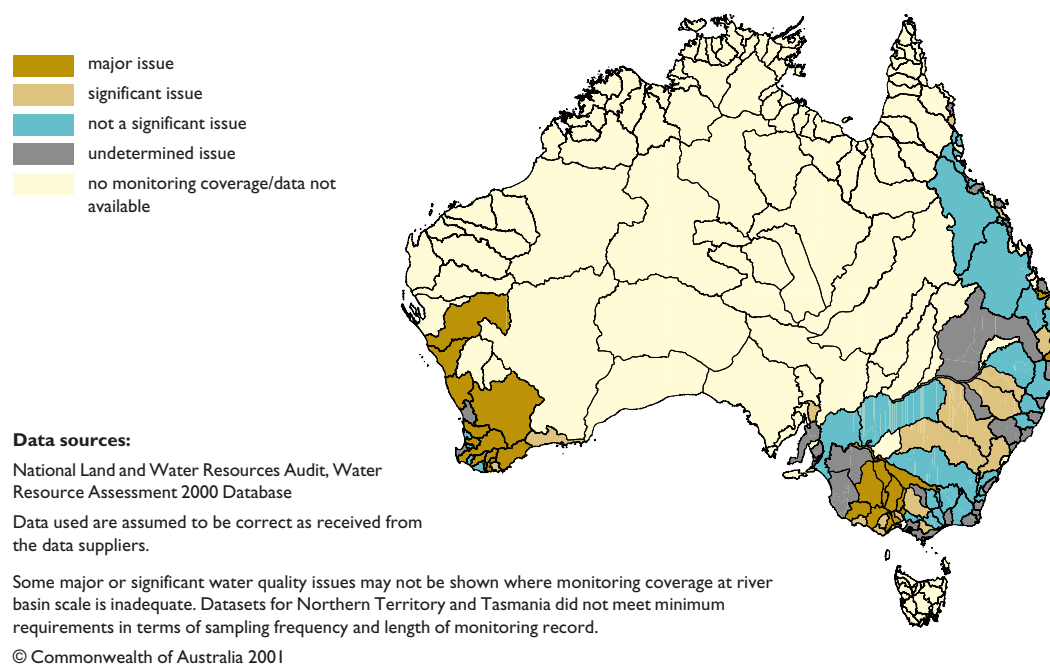 major issue
significant issue
not a significant issue
undetermined issue
no monitoring coverage/data not
available
Data sources:
National Land and Water Resources Audit, Water
Resource Assessment 2000 Database
Data used are assumed to be correct as received from
the data suppliers.
Some major or significant water quality issues may not be shown where monitoring coverage at river
basin scale is inadequate. Datasets for Northern Territory and Tasmania did not meet minimum
requirements in terms of sampling frequency and length of monitoring record.
© Commonwealth of Australia 2001